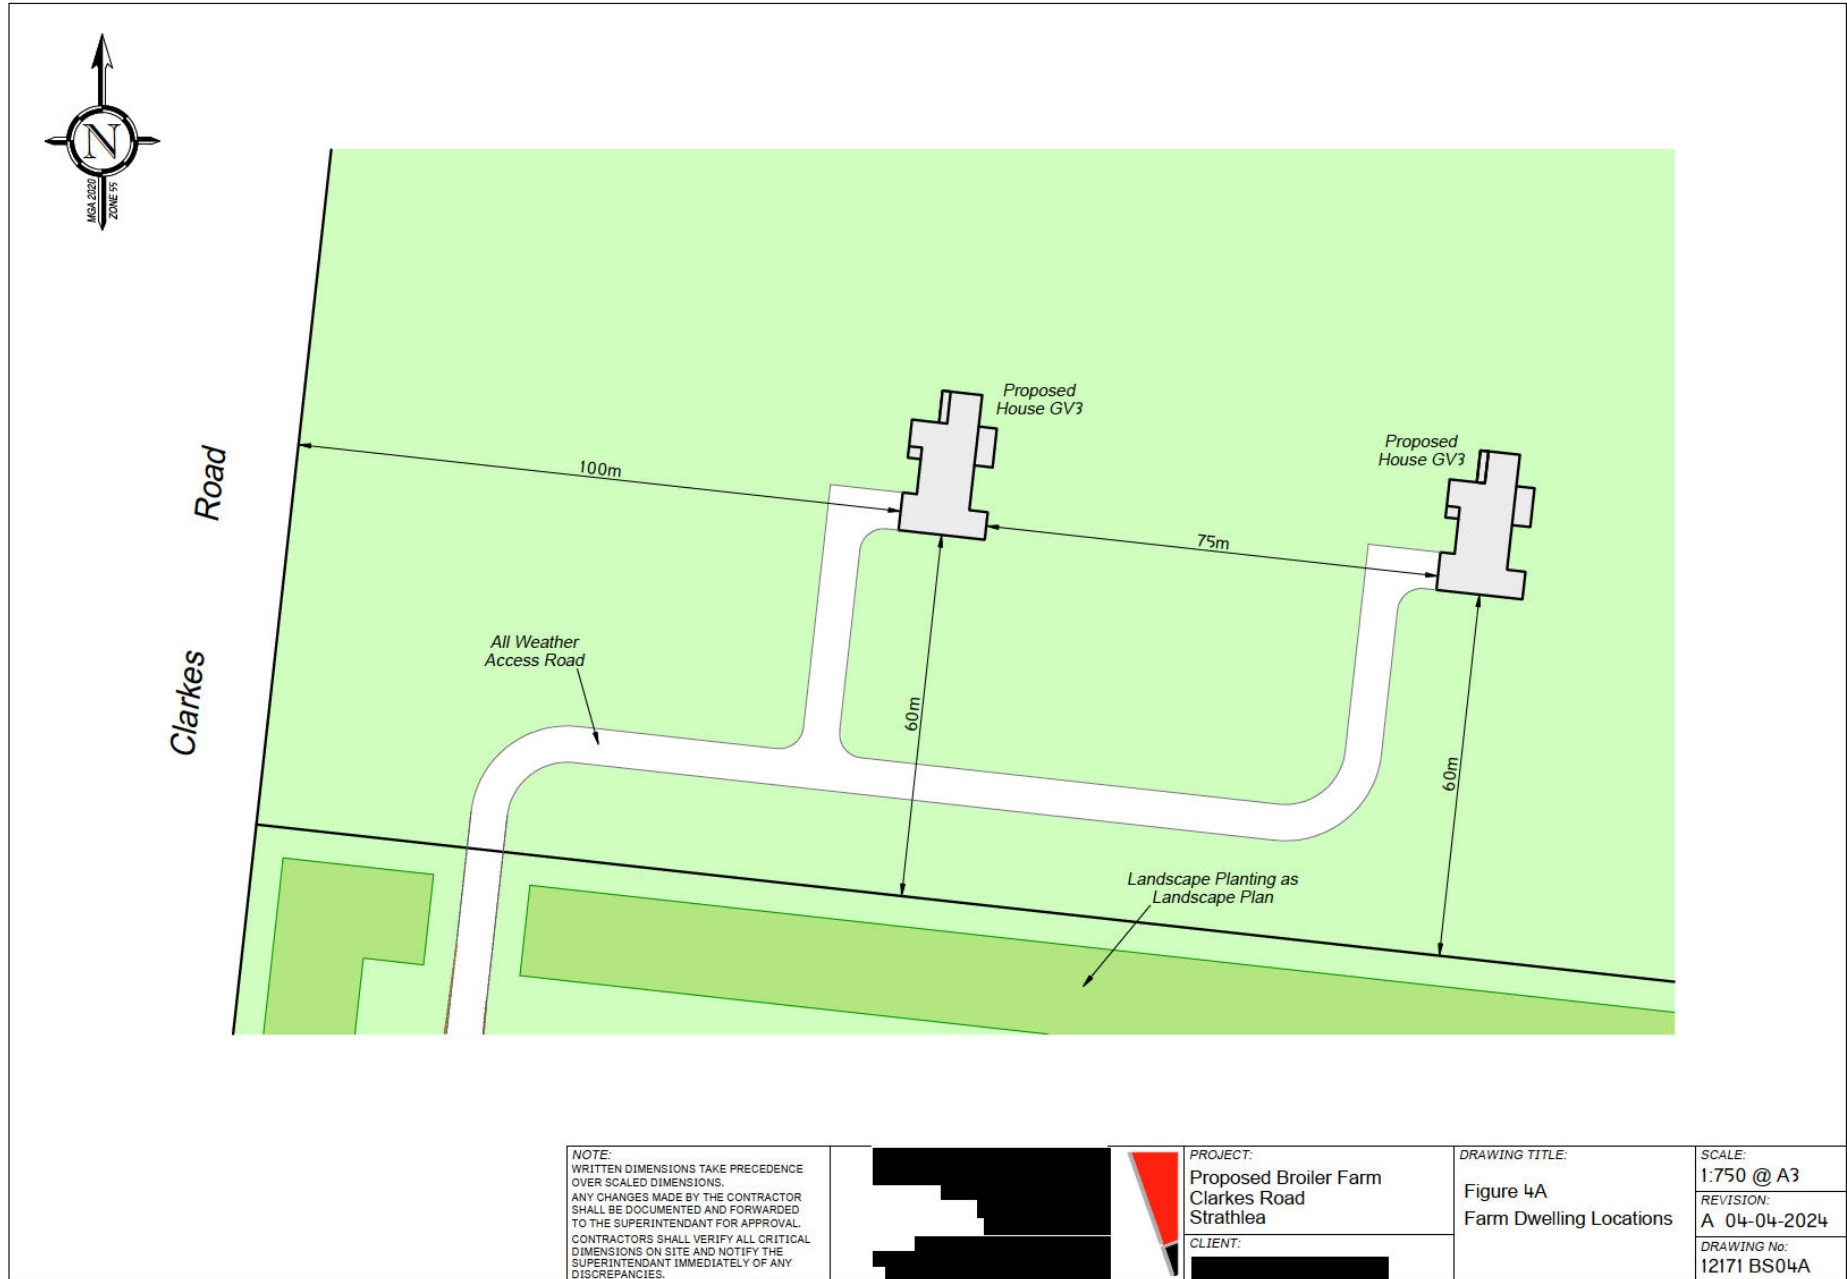 N
MGA 2020
ZONE 55
Clarkes Road
Proposed
House GV3
Proposed
House GV3
100m
75m
All Weather
Access Road
60m
60m
Landscape Planting as
Landscape Plan
NOTE:
WRITTEN DIMENSIONS TAKE PRECEDENCE
OVER SCALED DIMENSIONS.
ANY CHANGES MADE BY THE CONTRACTOR
SHALL BE DOCUMENTED AND FORWARDED
TO THE SUPERINTENDANT FOR APPROVAL.
CONTRACTORS SHALL VERIFY ALL CRITICAL
DIMENSIONS ON SITE AND NOTIFY THE
SUPERINTENDANT IMMEDIATELY OF ANY
DISCREPANCIES.
PROJECT:
Proposed Broiler Farm
Clarkes Road
Strathlea
CLIENT:
DRAWING TITLE:
Figure 4A
Farm Dwelling Locations
SCALE:
1:750 @ A3
REVISION:
A 04-04-2024
DRAWING No:
12171 BS04A